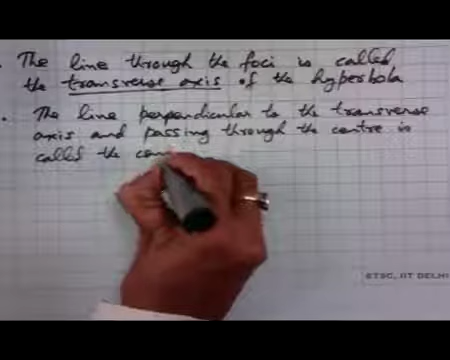 . The line through the foci is called
the transverse axis of the hyperbola
. The line perpendicular to the transverse
axis and passing through the centre is
called the con
ETSC, IIT DELHI